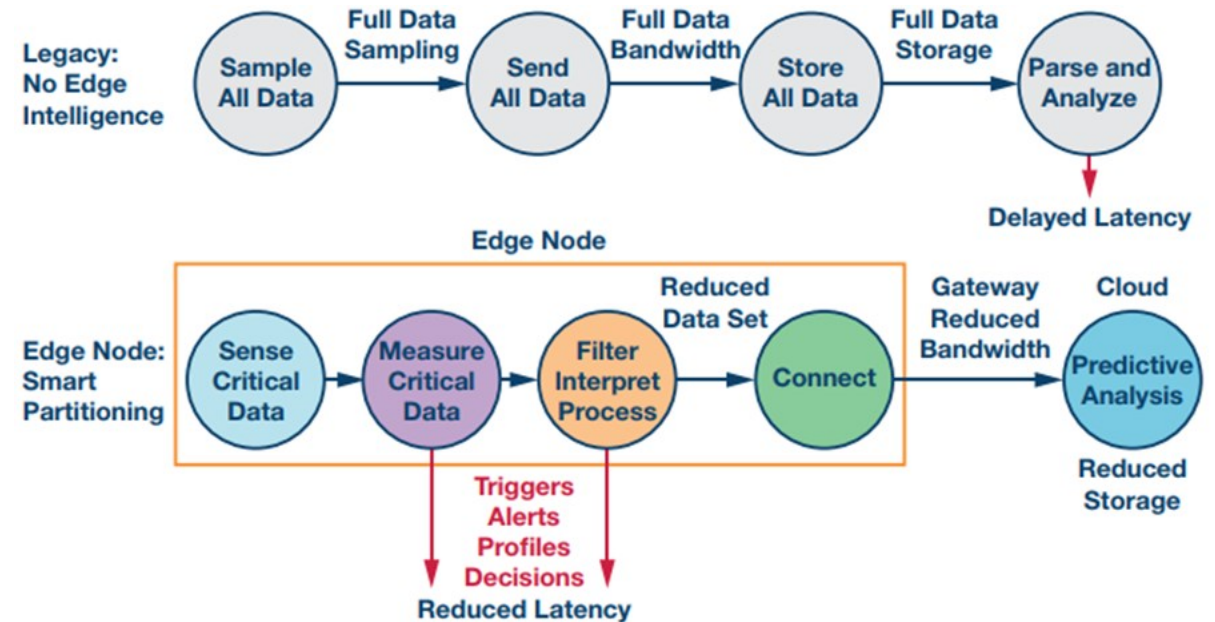 Legacy:
No Edge
Intelligence
Sample
All Data
Full Data
Sampling
Send
All Data
Full Data
Bandwidth
Store
All Data
Full Data
Storage
Parse and
Analyze
Delayed Latency
Edge Node
Edge Node:
Smart
Partitioning
Sense
Critical
Data
Measure
Critical
Data
Filter
Interpret
Process
Reduced
Data Set
Connect
Gateway
Reduced
Bandwidth
Cloud
Predictive
Analysis
Reduced
Storage
Triggers
Alerts
Profiles
Decisions
Reduced Latency